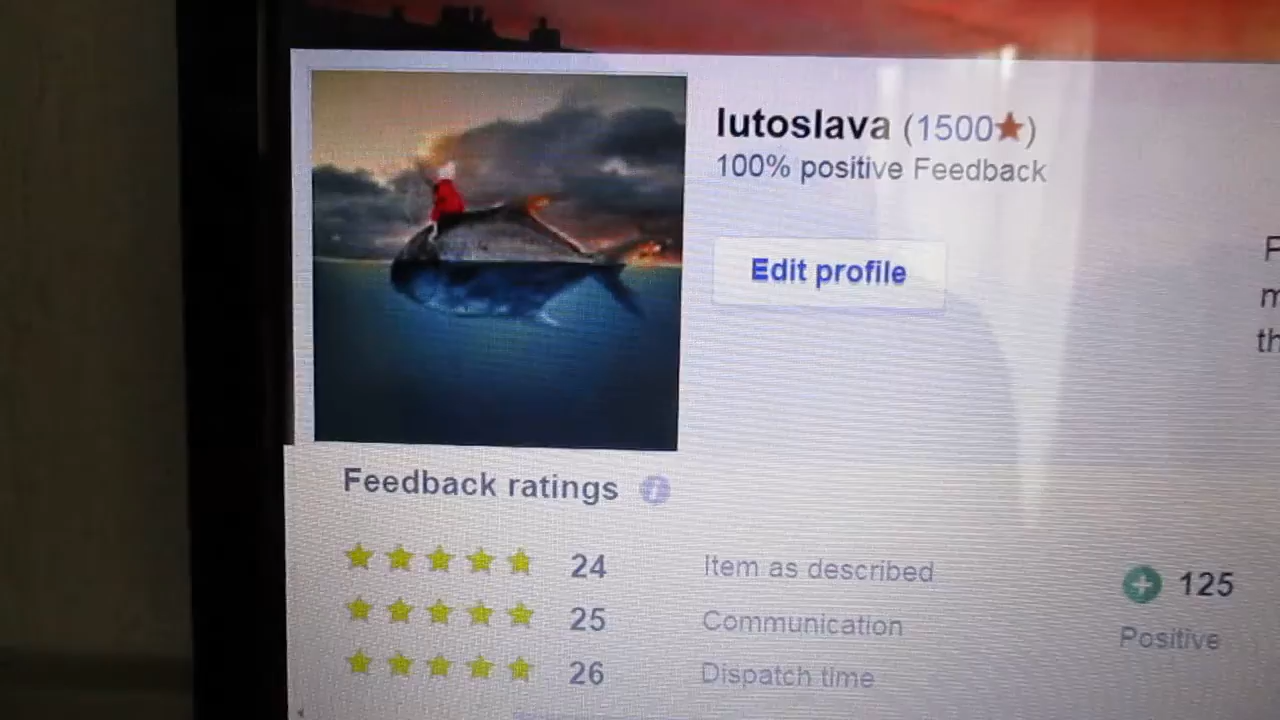 lutoslava (1500★)
100% positive Feedback
Edit profile
Feedback ratings
24 Item as described
25 Communication
26 Dispatch time
125
Positive
F
m
th